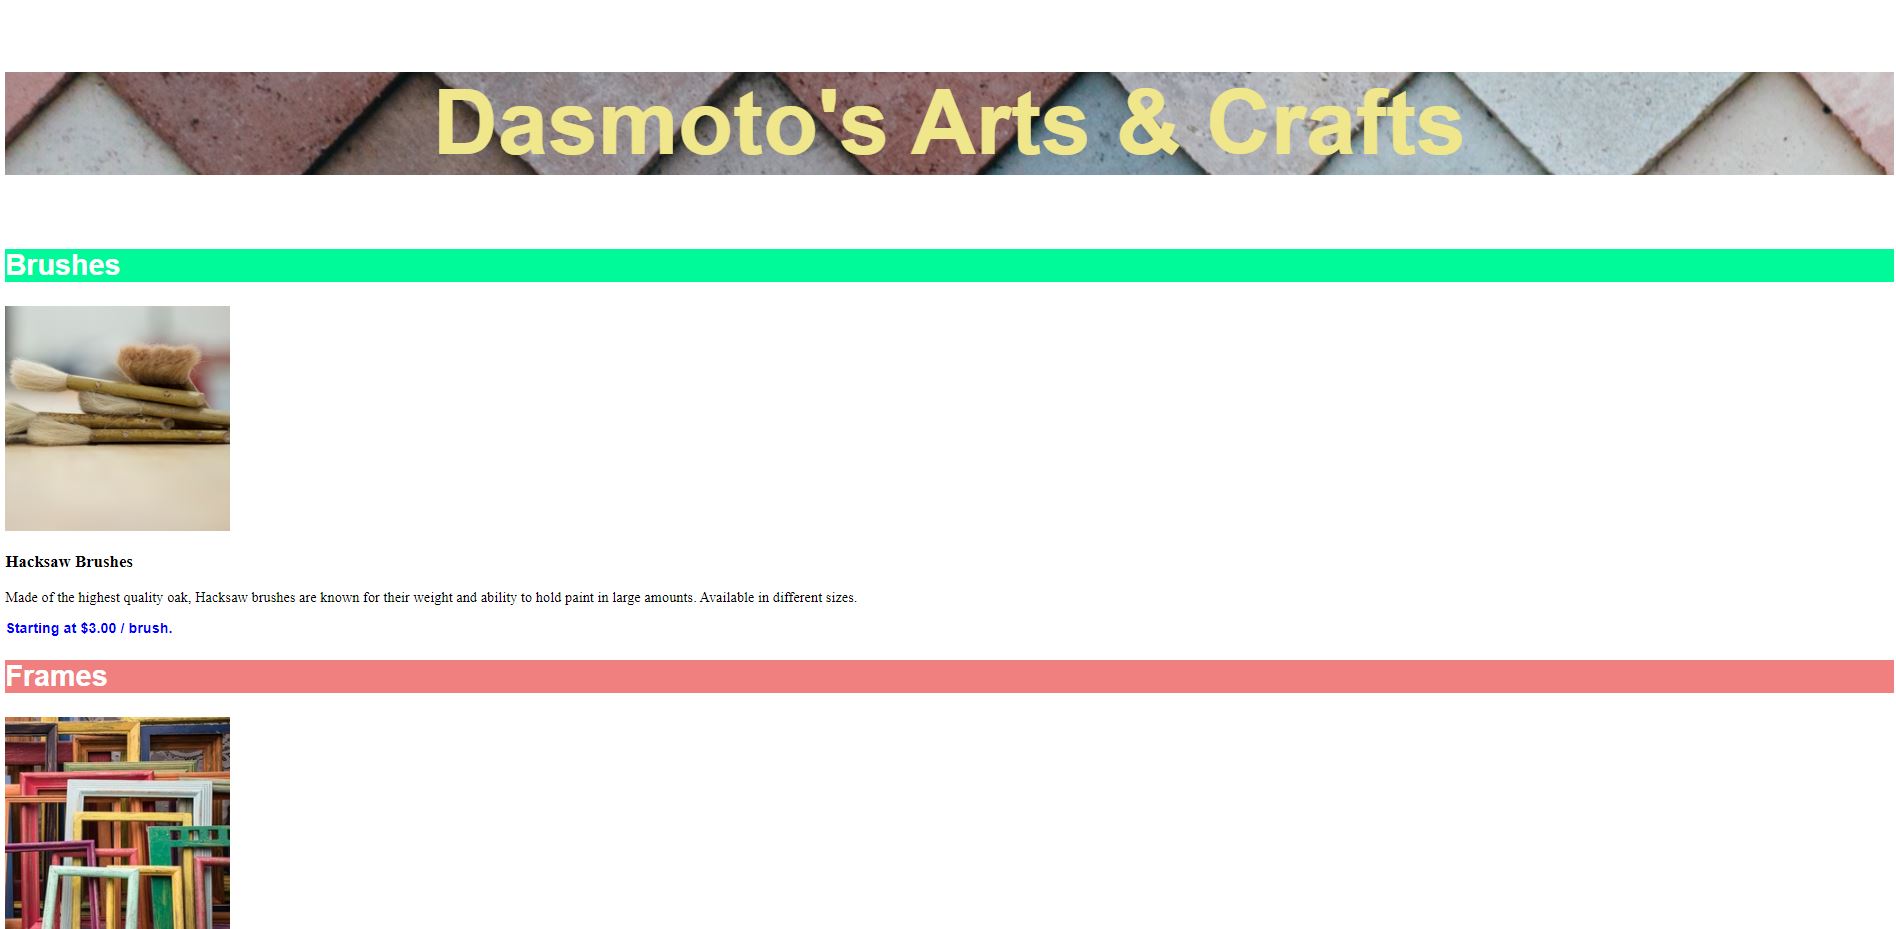 Dasmoto's Arts & Crafts
Brushes
Hacksaw Brushes
Made of the highest quality oak, Hacksaw brushes are known for their weight and ability to hold paint in large amounts. Available in different sizes.
Starting at $3.00 / brush.
Frames